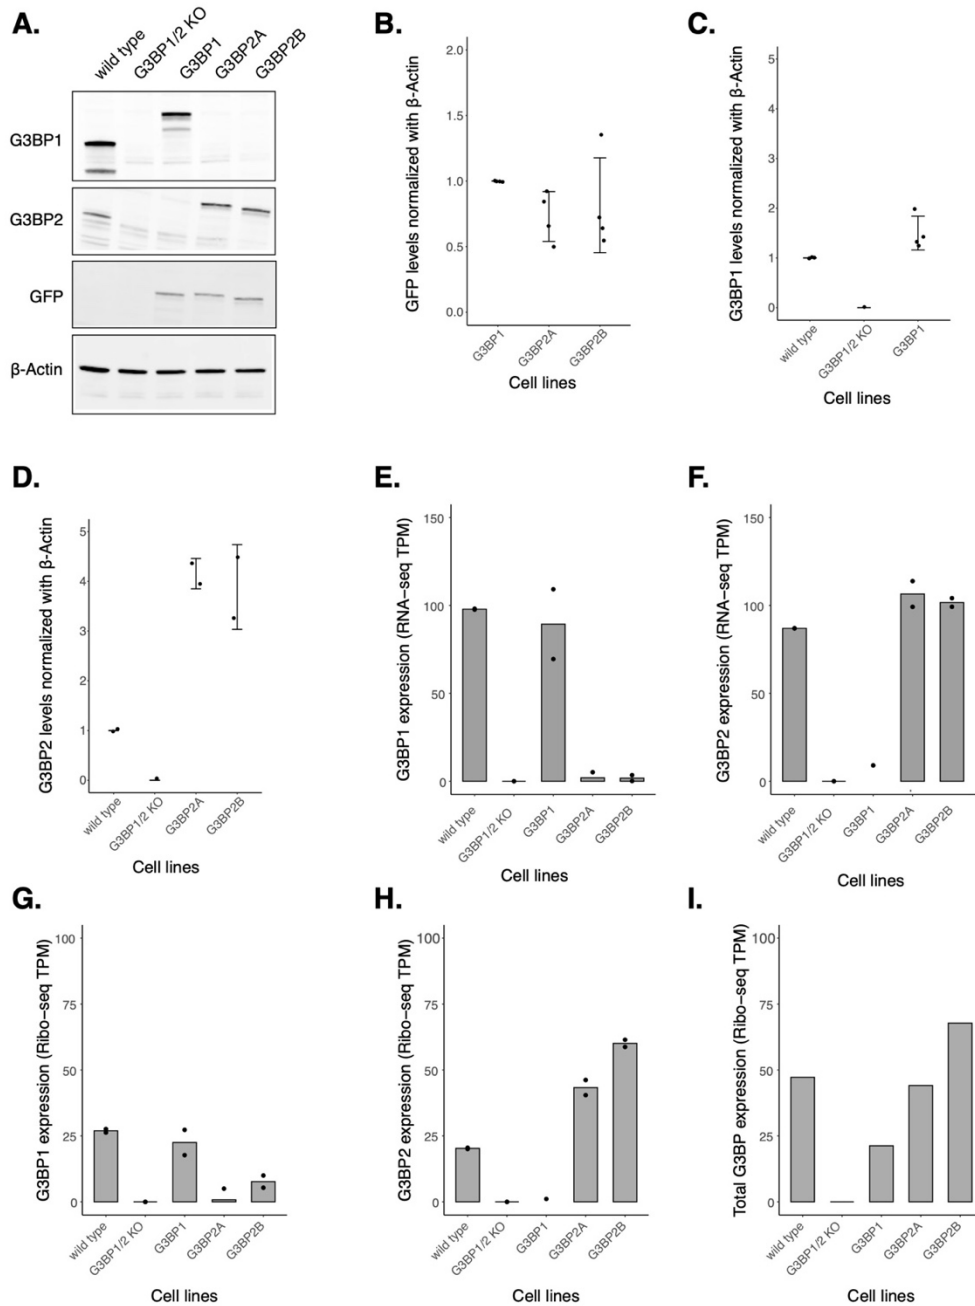 A.
wild type
G3BP1/2 KO
G3BP1
G3BP2A
G3BP2B
G3BP1
G3BP2
GFP
β-Actin
B.
GFP levels normalized with β-Actin
2.0
1.5
1.0
0.5
0.0
G3BP1
G3BP2A
G3BP2B
Cell lines
C.
G3BP1 levels normalized with β-Actin
5
4
3
2
1
0
wild type
G3BP1/2 KO
G3BP1
Cell lines
D.
G3BP2 levels normalized with β-Actin
5
4
3
2
1
0
wild type
G3BP1/2 KO
G3BP2A
G3BP2B
Cell lines
E.
G3BP1 expression (RNA−seq TPM)
150
100
50
0
wild type
G3BP1/2 KO
G3BP1
G3BP2A
G3BP2B
Cell lines
F.
G3BP2 expression (RNA−seq TPM)
150
100
50
0
wild type
G3BP1/2 KO
G3BP1
G3BP2A
G3BP2B
Cell lines
G.
G3BP1 expression (Ribo−seq TPM)
100
75
50
25
0
wild type
G3BP1/2 KO
G3BP1
G3BP2A
G3BP2B
Cell lines
H.
G3BP2 expression (Ribo−seq TPM)
100
75
50
25
0
wild type
G3BP1/2 KO
G3BP1
G3BP2A
G3BP2B
Cell lines
I.
Total G3BP expression (Ribo−seq TPM)
100
75
50
25
0
wild type
G3BP1/2 KO
G3BP1
G3BP2A
G3BP2B
Cell lines